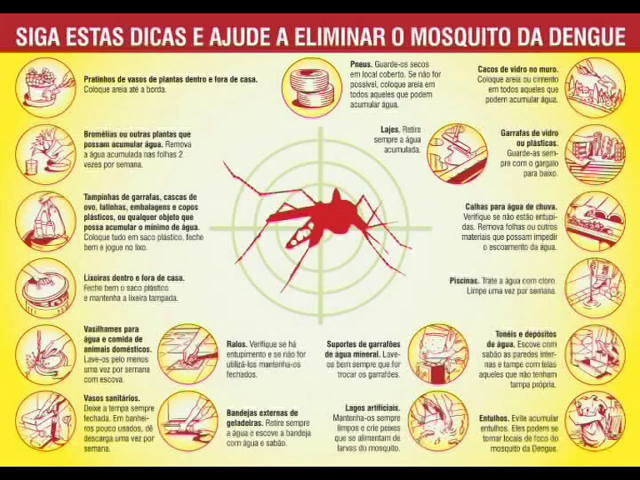 SIGA ESTAS DICAS E AJUDE A ELIMINAR O MOSQUITO DA DENGUE
Pratinhos de vasos de plantas dentro e fora de casa.
Coloque areia até a borda.
Bromélias ou outras plantas que
possam acumular água. Remova
a água acumulada nas folhas 2
vezes por semana.
Tampinhas de garrafas, cascas de
ovo, latinhas, embalagens e copos
plásticos, ou qualquer objeto que
possa acumular o mínimo de água.
Coloque tudo em saco plástico, feche
bem e jogue no lixo.
Lixeiras dentro e fora de casa.
Feche bem o saco plástico
e mantenha a lixeira tampada.
Vasilhames para
água e comida de
animais domésticos.
Lave-os pelo menos
uma vez por semana
com escova.
Vasos sanitários.
Deixe a tampa sempre
fechada. Em banhei-
ros pouco usados, dê
descarga uma vez por
semana.
Ralos. Verifique se há
entupimento e se não for
utilizá-los mantenha-os
fechados.
Bandejas externas de
geladeiras. Retire sempre
a água e escove a bandeja
com água e sabão.
Pneus. Guarde-os secos
em local coberto. Se não for
possível, coloque areia em
todos aqueles que podem
acumular água.
Lajes. Retire
sempre a água
acumulada.
Suportes de garrafões
de água mineral. Lave-
os bem sempre que for
trocar os garrafões.
Lagos artificiais.
Mantenha-os sempre
limpos e crie peixes
que se alimentam de
larvas do mosquito.
Cacos de vidro no muro.
Coloque areia ou cimento
em todos aqueles que
podem acumular água.
Garrafas de vidro
ou plásticas.
Guarde-as sem-
pre com o gargalo
para baixo.
Calhas para água de chuva.
Verifique se não estão entupi-
das. Remova folhas ou outros
materiais que possam impedir
o escoamento da água.
Piscinas. Trate a água com cloro.
Limpe uma vez por semana.
Tonéis e depósitos
de água. Escove com
sabão as paredes inter-
nas e tampe com telas
aqueles que não tenham
tampa própria.
Entulhos. Evite acumular
entulhos. Eles podem se
tornar locais de foco do
mosquito da Dengue.